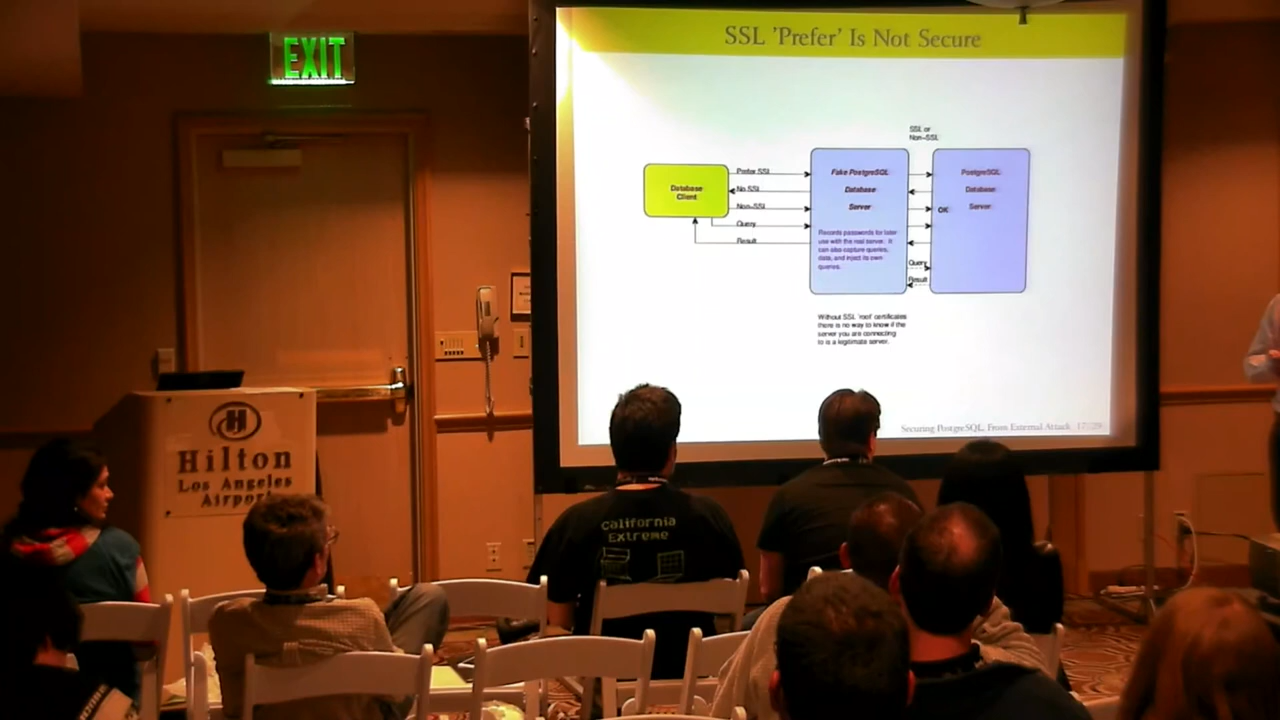 EXIT
SSL 'Prefer' Is Not Secure
SSL or
Non-SSL
Database
Client
Prefer SSL
No SSL
Non-SSL
Query
Result
Fake PostgreSQL
Database
Server
Records passwords for later
use with the real server. It
can also capture queries,
data, and inject its own
queries.
PostgreSQL
Database
Server
OK
Query
Result
Without SSL 'root' certificates
there is no way to know if the
server you are connecting
to is a legitimate server.
Securing PostgreSQL, From External Attack
Hilton
Los Angeles
Airport
California
Extreme